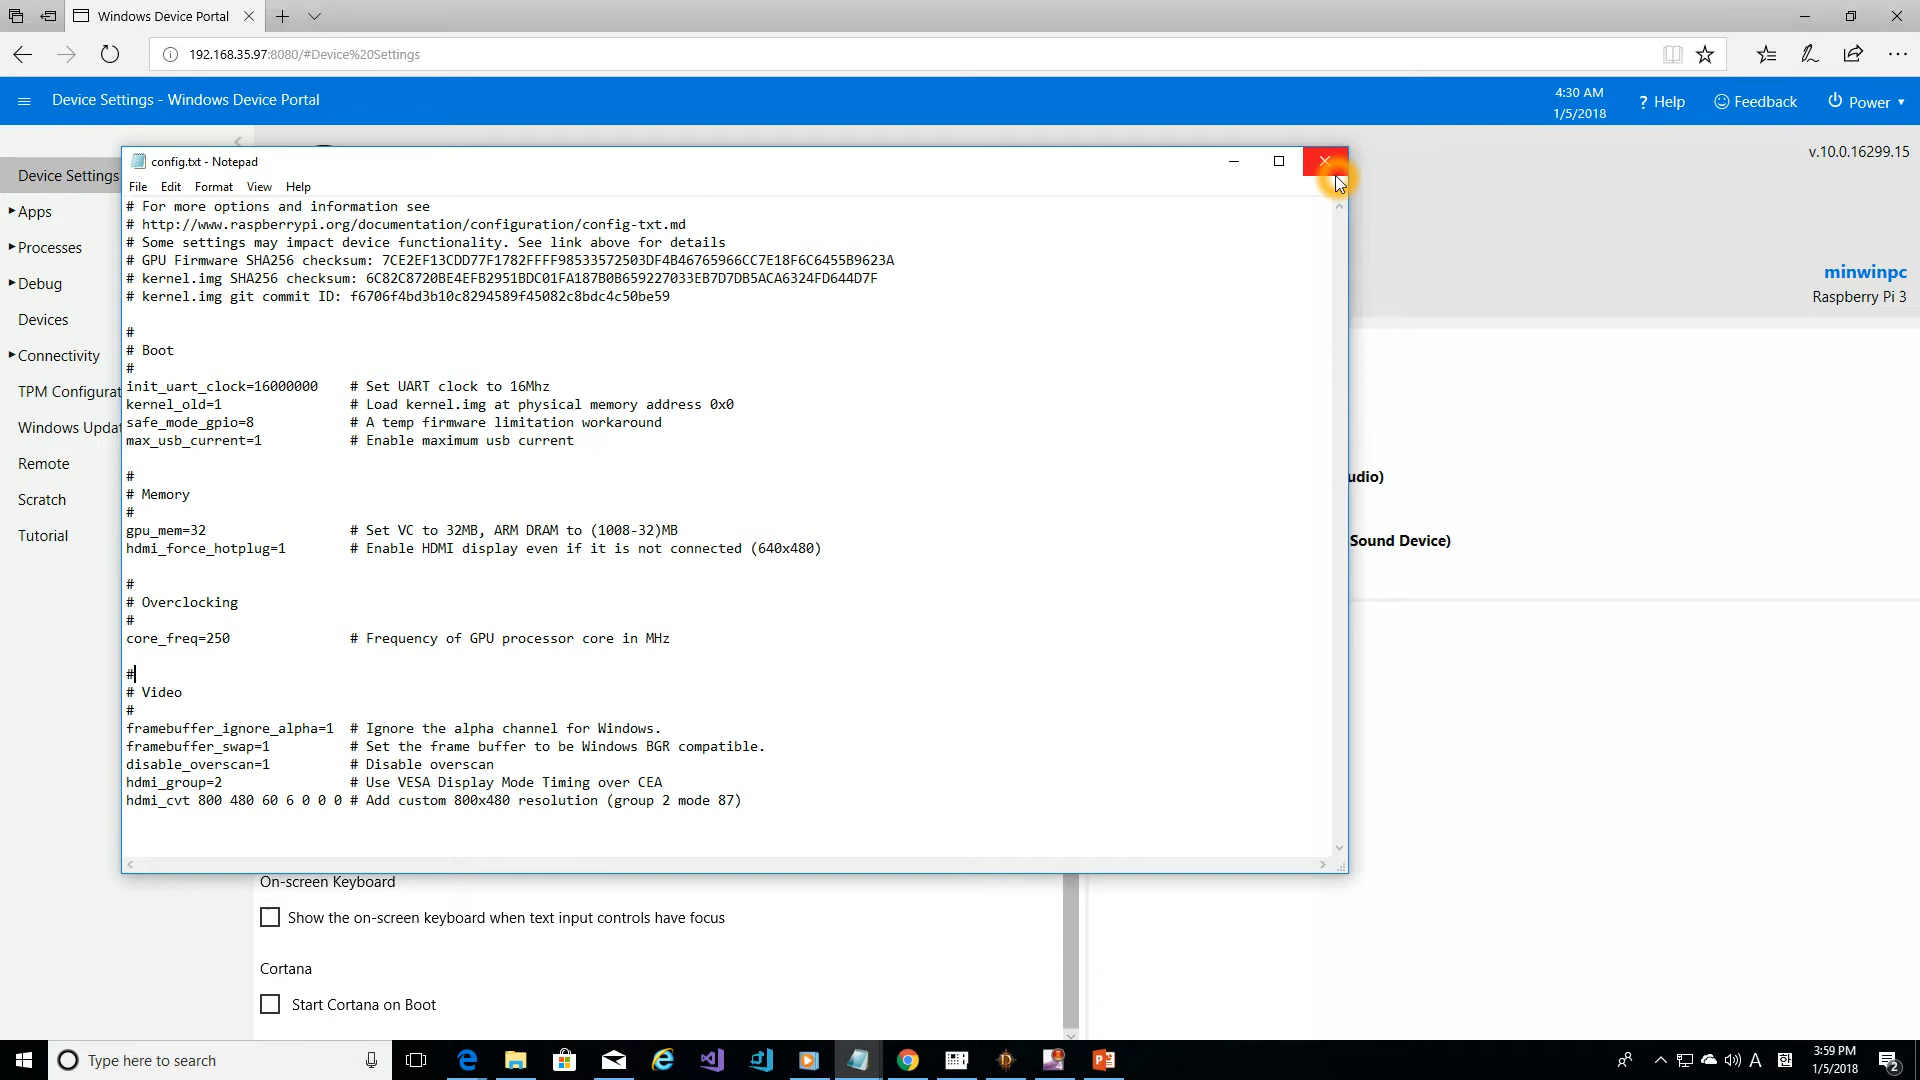 Windows Device Portal
192.168.35.97:8080/#Device%20Settings
Device Settings - Windows Device Portal
4:30 AM
1/5/2018
? Help
Feedback
Power
v.10.0.16299.15
minwinpc
Raspberry Pi 3
Device Settings
Apps
Processes
Debug
Devices
Connectivity
TPM Configurat
Windows Updat
Remote
Scratch
Tutorial
config.txt - Notepad
File Edit Format View Help
# For more options and information see
# http://www.raspberrypi.org/documentation/configuration/config-txt.md
# Some settings may impact device functionality. See link above for details
# GPU Firmware SHA256 checksum: 7CE2EF13CDD77F1782FFFF98533572503DF4B46765966CC7E18F6C6455B9623A
# kernel.img SHA256 checksum: 6C82C8720BE4EFB2951BDC01FA187B0B659227033EB7D7DB5ACA6324FD644D7F
# kernel.img git commit ID: f6706f4bd3b10c8294589f45082c8bdc4c50be59
#
# Boot
#
init_uart_clock=16000000 # Set UART clock to 16Mhz
kernel_old=1 # Load kernel.img at physical memory address 0x0
safe_mode_gpio=8 # A temp firmware limitation workaround
max_usb_current=1 # Enable maximum usb current
#
# Memory
#
gpu_mem=32 # Set VC to 32MB, ARM DRAM to (1008-32)MB
hdmi_force_hotplug=1 # Enable HDMI display even if it is not connected (640x480)
#
# Overclocking
#
core_freq=250 # Frequency of GPU processor core in MHz
#
# Video
#
framebuffer_ignore_alpha=1 # Ignore the alpha channel for Windows.
framebuffer_swap=1 # Set the frame buffer to be Windows BGR compatible.
disable_overscan=1 # Disable overscan
hdmi_group=2 # Use VESA Display Mode Timing over CEA
hdmi_cvt 800 480 60 6 0 0 0 # Add custom 800x480 resolution (group 2 mode 87)
udio)
Sound Device)
On-screen Keyboard
Show the on-screen keyboard when text input controls have focus
Cortana
Start Cortana on Boot
Type here to search
A 한
3:59 PM
1/5/2018
2